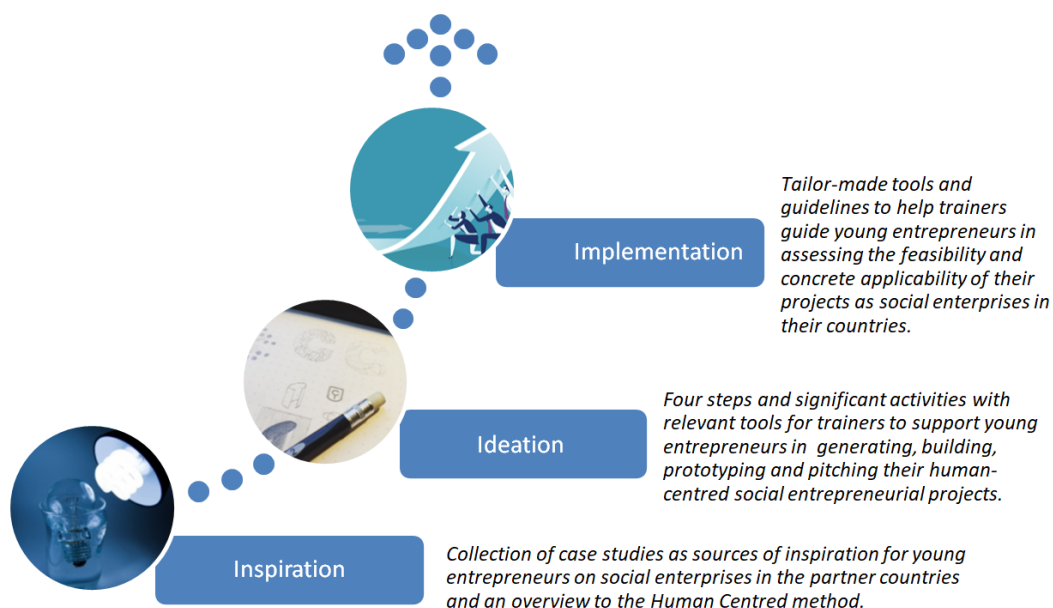 Tailor-made tools and
guidelines to help trainers
guide young entrepreneurs in
assessing the feasibility and
concrete applicability of their
projects as social enterprises in
their countries.
Implementation
Four steps and significant activities with
relevant tools for trainers to support young
entrepreneurs in  generating, building,
prototyping and pitching their human-
centred social entrepreneurial projects.
Ideation
Inspiration
Collection of case studies as sources of inspiration for young
entrepreneurs on social enterprises in the partner countries
and an overview to the Human Centred method.